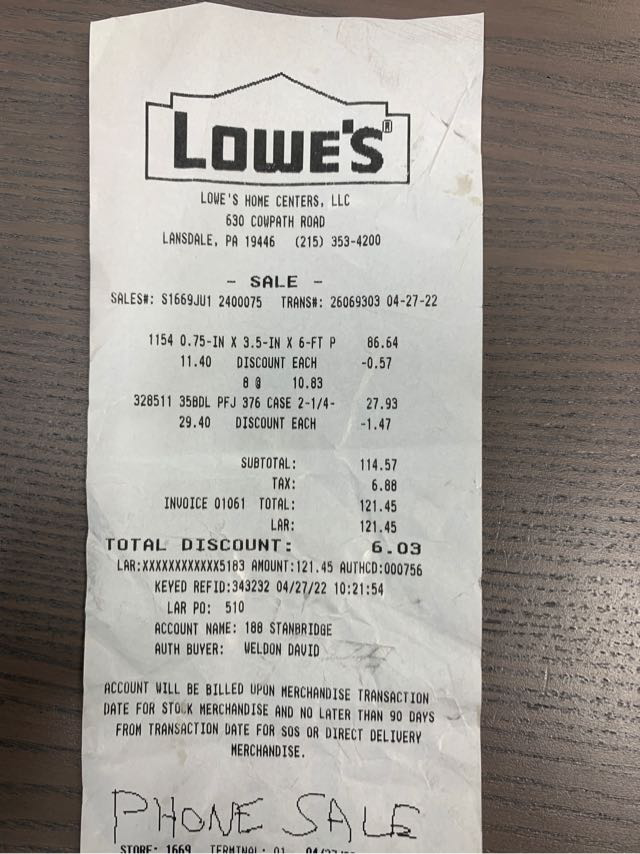 LOWE'S®
LOWE'S HOME CENTERS, LLC
630 COWPATH ROAD
LANSDALE, PA 19446 (215) 353-4200
- SALE -
SALES#: S1669JU1 2400075 TRANS#: 26069303 04-27-22
1154 0.75-IN X 3.5-IN X 6-FT P 86.64
11.40 DISCOUNT EACH -0.57
8 @ 10.83
328511 35BDL PFJ 376 CASE 2-1/4- 27.93
29.40 DISCOUNT EACH -1.47
SUBTOTAL: 114.57
TAX: 6.88
INVOICE 01061 TOTAL: 121.45
LAR: 121.45
TOTAL DISCOUNT: 6.03
LAR:XXXXXXXXXXXX5183 AMOUNT:121.45 AUTHCD:000756
KEYED REFID:343232 04/27/22 10:21:54
LAR PO: 510
ACCOUNT NAME: 188 STANBRIDGE
AUTH BUYER: WELDON DAVID
ACCOUNT WILL BE BILLED UPON MERCHANDISE TRANSACTION
DATE FOR STOCK MERCHANDISE AND NO LATER THAN 90 DAYS
FROM TRANSACTION DATE FOR SOS OR DIRECT DELIVERY
MERCHANDISE.
PHONE SALE
STORE: 1669 TERMINAL: 01